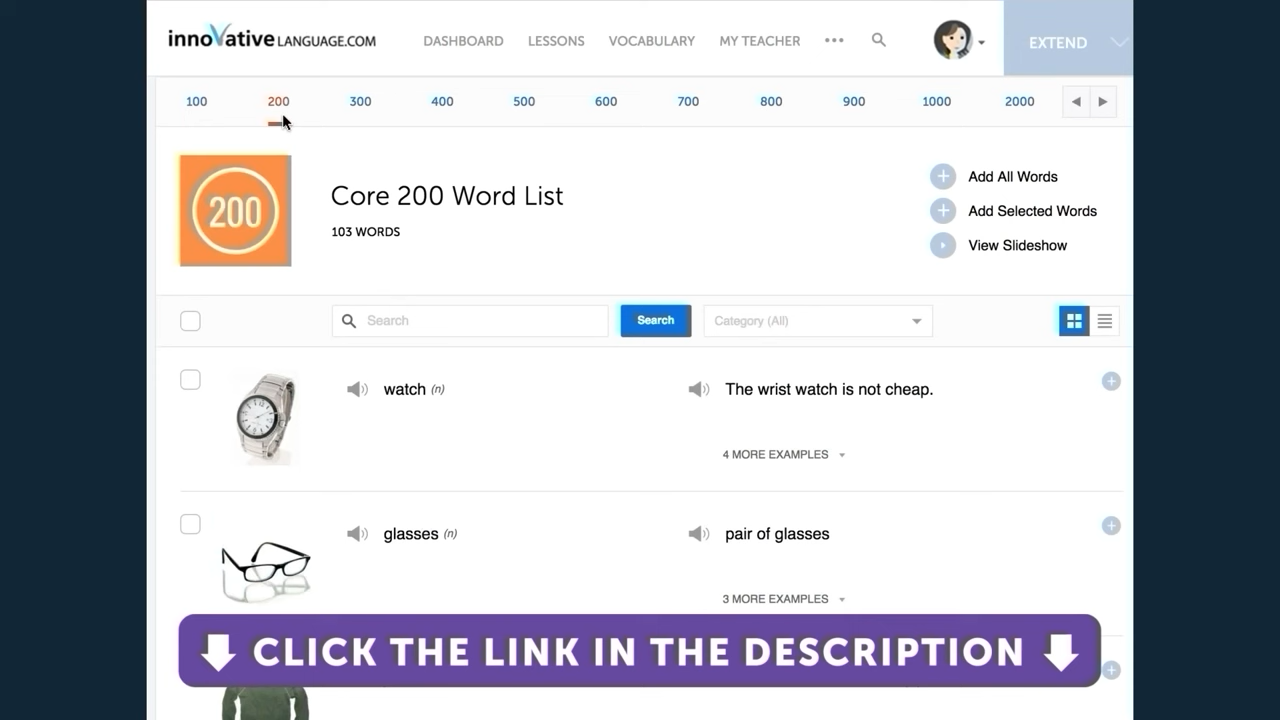 innoVative LANGUAGE.COM DASHBOARD LESSONS VOCABULARY MY TEACHER ••• EXTEND
100 200 300 400 500 600 700 800 900 1000 2000
200
Core 200 Word List
103 WORDS
Add All Words
Add Selected Words
View Slideshow
Search Search Category (All)
watch (n) The wrist watch is not cheap.
4 MORE EXAMPLES
glasses (n) pair of glasses
3 MORE EXAMPLES
CLICK THE LINK IN THE DESCRIPTION